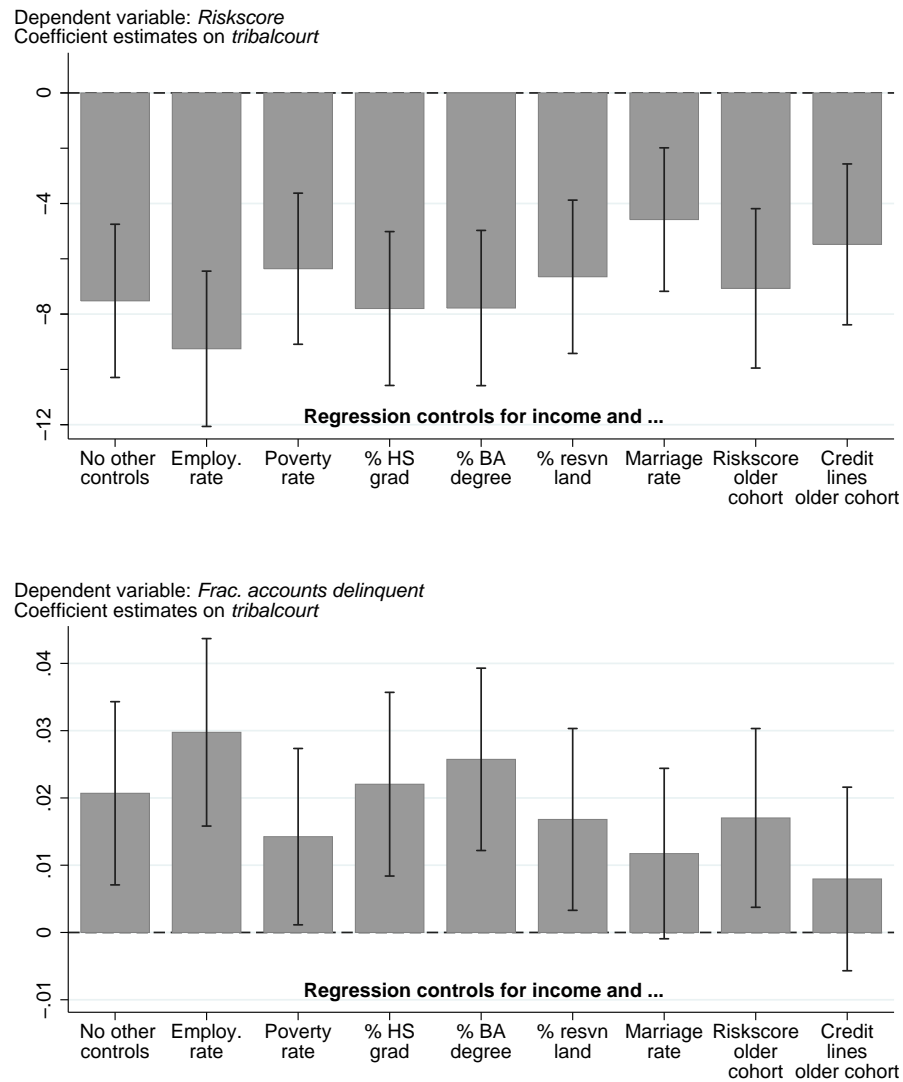 Dependent variable: Riskscore
Coefficient estimates on tribalcourt
0
−4
−8
−12
Regression controls for income and ...
No other Employ. Poverty % HS % BA % resvn Marriage Riskscore Credit
controls rate rate grad degree land rate older lines
cohort older cohort
Dependent variable: Frac. accounts delinquent
Coefficient estimates on tribalcourt
.04
.03
.02
.01
0
−.01
Regression controls for income and ...
No other Employ. Poverty % HS % BA % resvn Marriage Riskscore Credit
controls rate rate grad degree land rate older lines
cohort older cohort